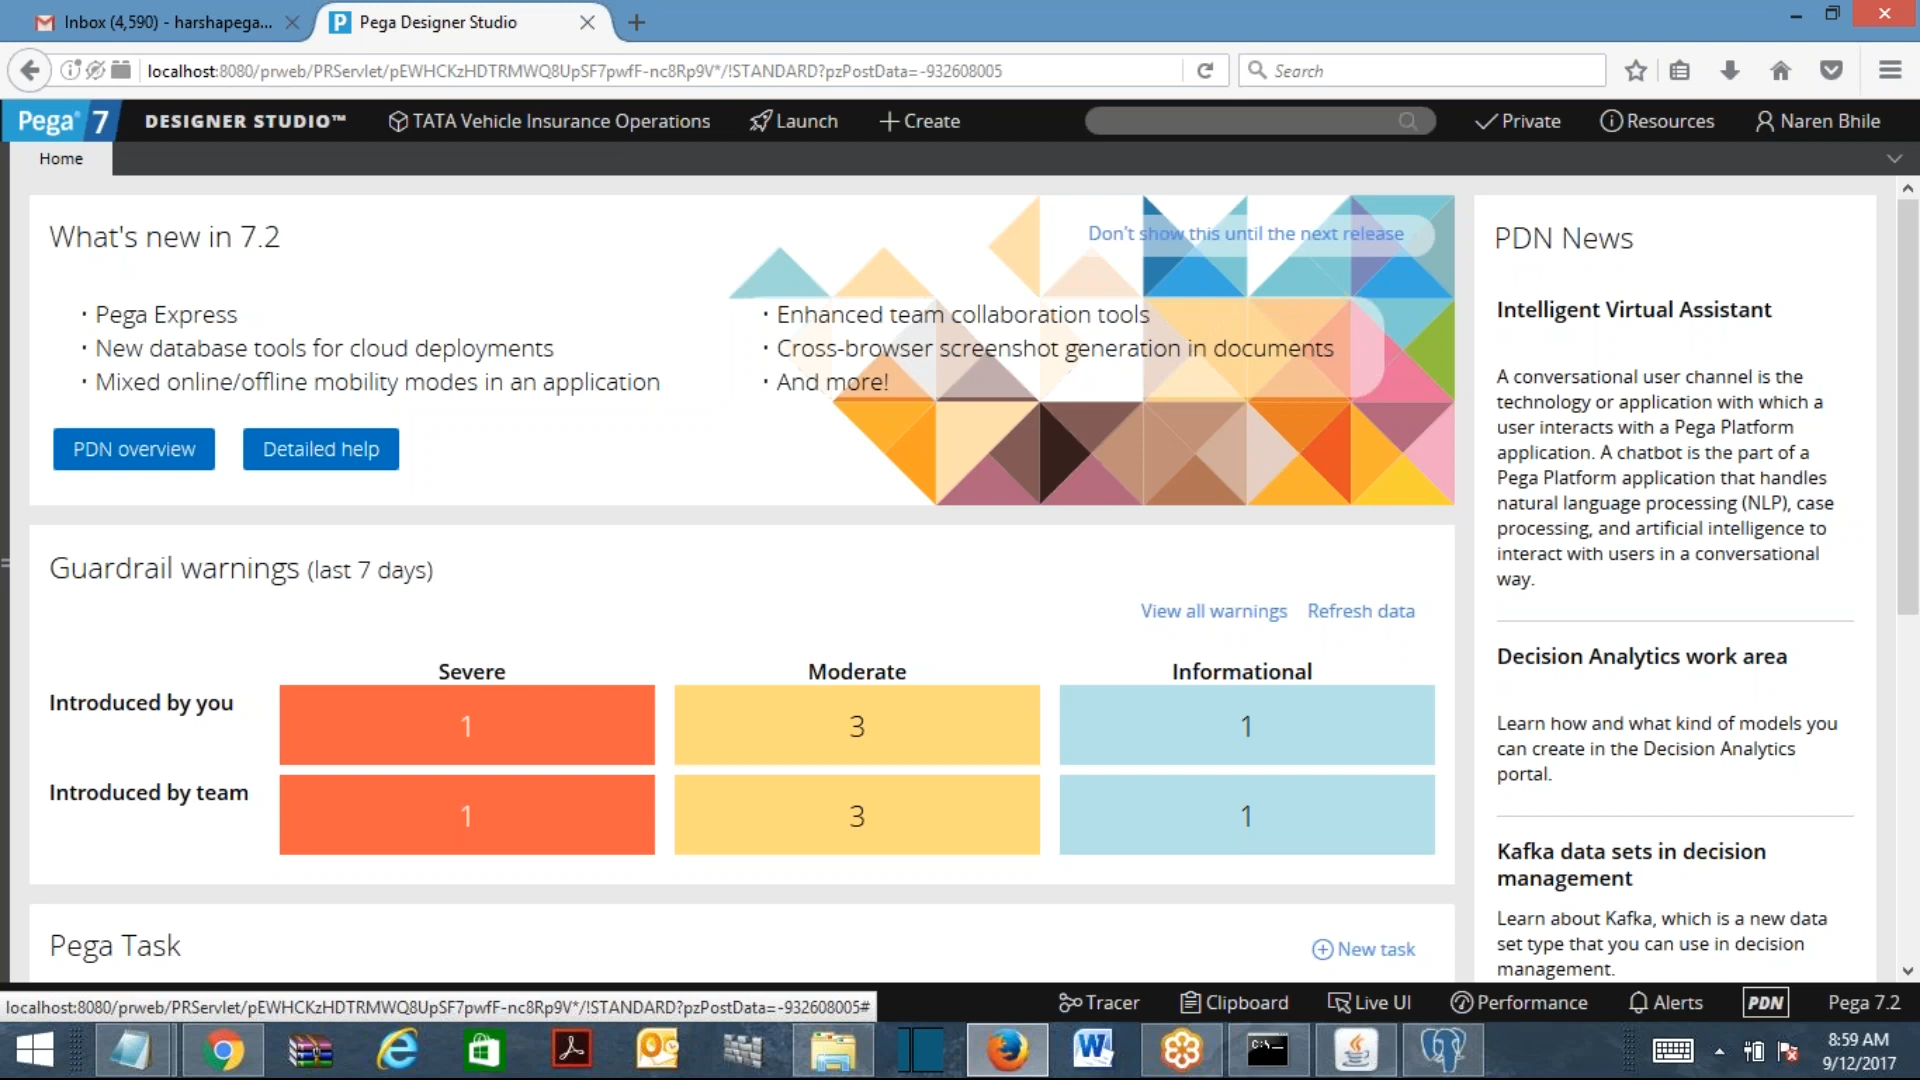 Inbox (4,590) - harshapega...
Pega Designer Studio
localhost:8080/prweb/PRServlet/pEWHCKzHDTRMWQ8UpSF7pwfF-nc8Rp9V*/!STANDARD?pzPostData=-932608005
Search
Pega 7
DESIGNER STUDIO™
TATA Vehicle Insurance Operations
Launch
Create
Private
Resources
Naren Bhile
Home
What's new in 7.2
Don't show this until the next release
• Pega Express
• New database tools for cloud deployments
• Mixed online/offline mobility modes in an application
• Enhanced team collaboration tools
• Cross-browser screenshot generation in documents
• And more!
PDN overview
Detailed help
Guardrail warnings (last 7 days)
View all warnings
Refresh data
Severe
Moderate
Informational
Introduced by you
1
3
1
Introduced by team
1
3
1
Pega Task
New task
PDN News
Intelligent Virtual Assistant
A conversational user channel is the
technology or application with which a
user interacts with a Pega Platform
application. A chatbot is the part of a
Pega Platform application that handles
natural language processing (NLP), case
processing, and artificial intelligence to
interact with users in a conversational
way.
Decision Analytics work area
Learn how and what kind of models you
can create in the Decision Analytics
portal.
Kafka data sets in decision
management
Learn about Kafka, which is a new data
set type that you can use in decision
management.
localhost:8080/prweb/PRServlet/pEWHCKzHDTRMWQ8UpSF7pwfF-nc8Rp9V*/!STANDARD?pzPostData=-932608005#
Tracer
Clipboard
Live UI
Performance
Alerts
PDN
Pega 7.2
8:59 AM
9/12/2017